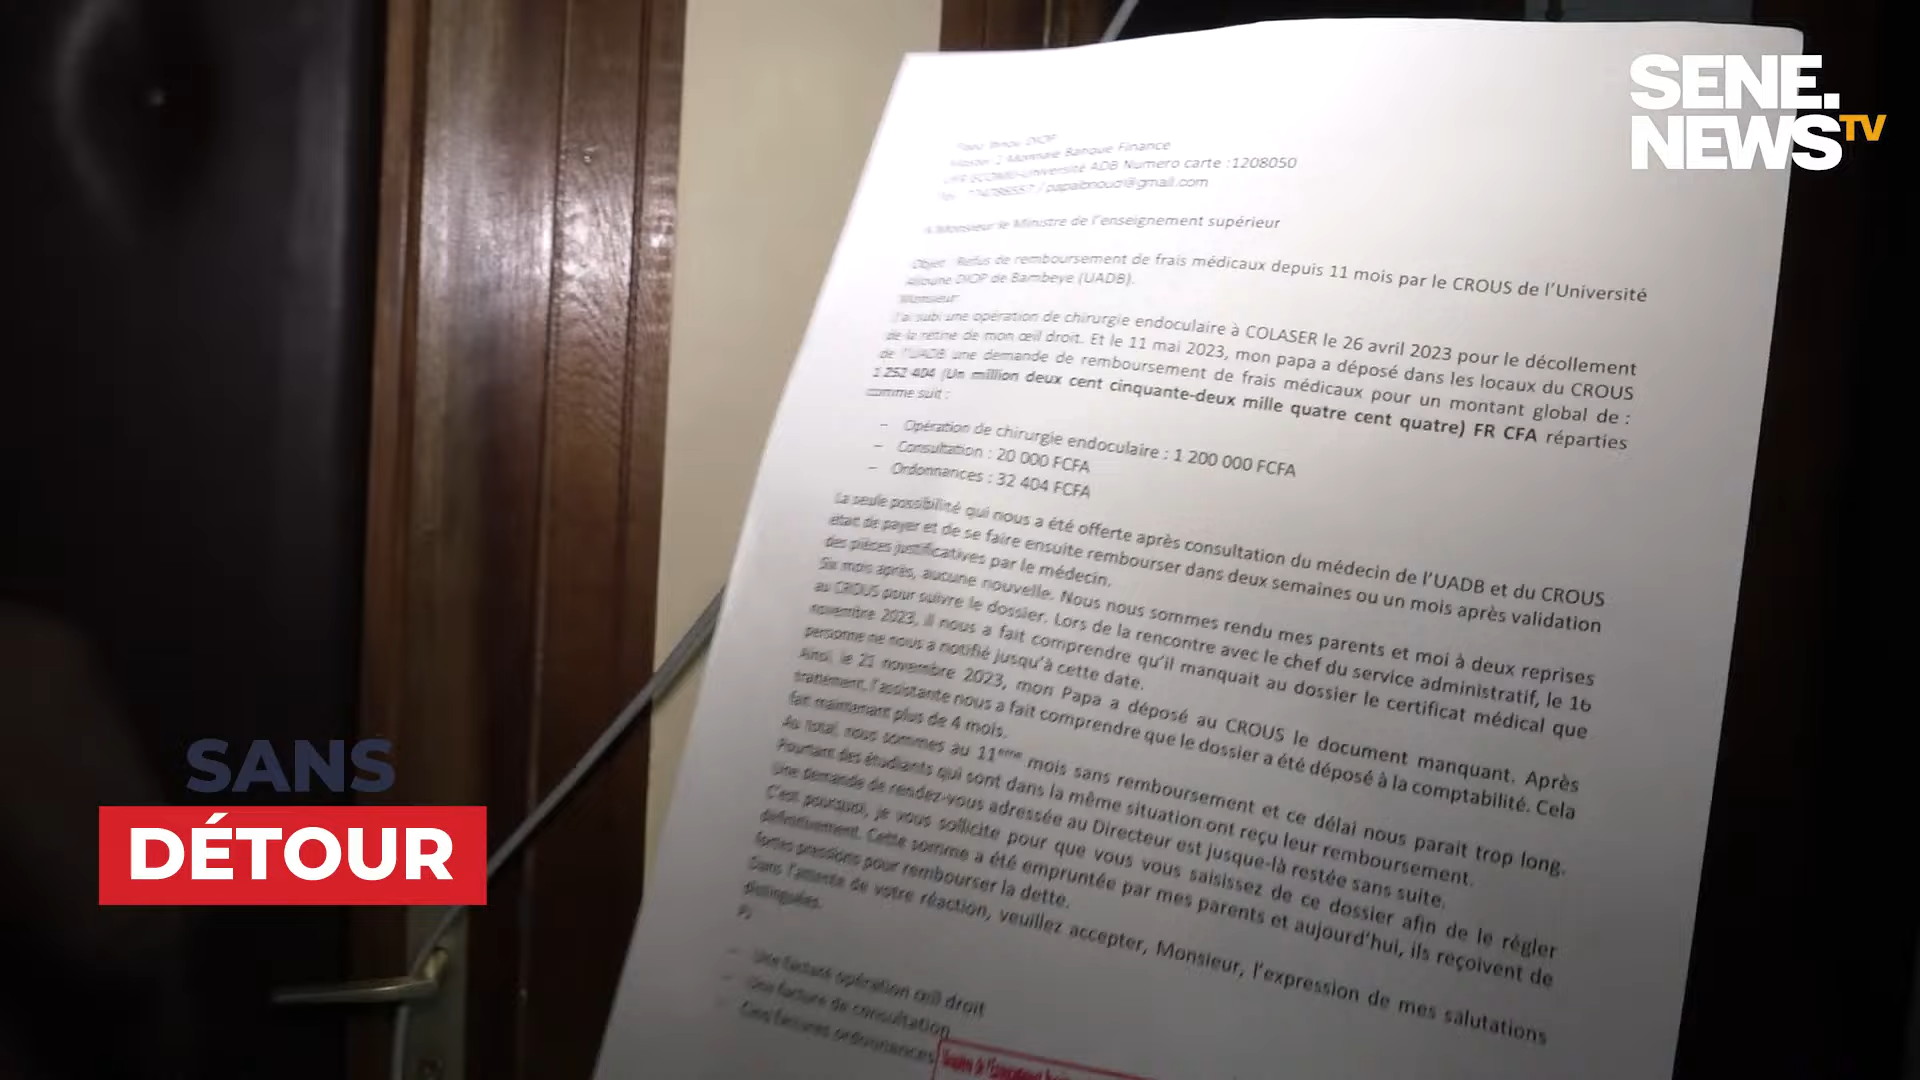 SENE.
NEWSTV
Master 2 Monnaie Banque Finance
Université ADB Numero carte :1208050
A Monsieur le Ministre de l'enseignement supérieur
Objet : Refus de remboursement de frais médicaux depuis 11 mois par le CROUS de l'Université
Alioune DIOP de Bambeye (UADB).
Monsieur
J'ai subi une opération de chirurgie endoculaire à COLASER le 26 avril 2023 pour le décollement
de la rétine de mon œil droit. Et le 11 mai 2023, mon papa a déposé dans les locaux du CROUS
de l'UADB une demande de remboursement de frais médicaux pour un montant global de :
1 252 404 (Un million deux cent cinquante-deux mille quatre cent quatre) FR CFA réparties
comme suit :
– Opération de chirurgie endoculaire : 1 200 000 FCFA
– Consultation : 20 000 FCFA
– Ordonnances : 32 404 FCFA
La seule possibilité qui nous a été offerte après consultation du médecin de l'UADB et du CROUS
était de payer et de se faire ensuite rembourser dans deux semaines ou un mois après validation
des pièces justificatives par le médecin.
Six mois après, aucune nouvelle. Nous nous sommes rendu mes parents et moi à deux reprises
au CROUS pour suivre le dossier. Lors de la rencontre avec le chef du service administratif, le 16
novembre 2023, il nous a fait comprendre qu'il manquait au dossier le certificat médical que
personne ne nous a notifié jusqu'à cette date.
Ainsi, le 21 novembre 2023, mon Papa a déposé au CROUS le document manquant. Après
traitement, l'assistante nous a fait comprendre que le dossier a été déposé à la comptabilité. Cela
fait maintenant plus de 4 mois.
Au total, nous sommes au 11ème mois sans remboursement et ce délai nous parait trop long.
Pourtant des étudiants qui sont dans la même situation ont reçu leur remboursement.
Une demande de rendez-vous adressée au Directeur est jusque-là restée sans suite.
C'est pourquoi, je vous sollicite pour que vous vous saisissez de ce dossier afin de le régler
définitivement. Cette somme a été empruntée par mes parents et aujourd'hui, ils reçoivent de
fortes pressions pour rembourser la dette.
Dans l'attente de votre réaction, veuillez accepter, Monsieur, l'expression de mes salutations
distinguées.
PJ
– Une facture opération œil droit
– Une facture de consultation
– Cinq factures ordonnances
SANS
DÉTOUR